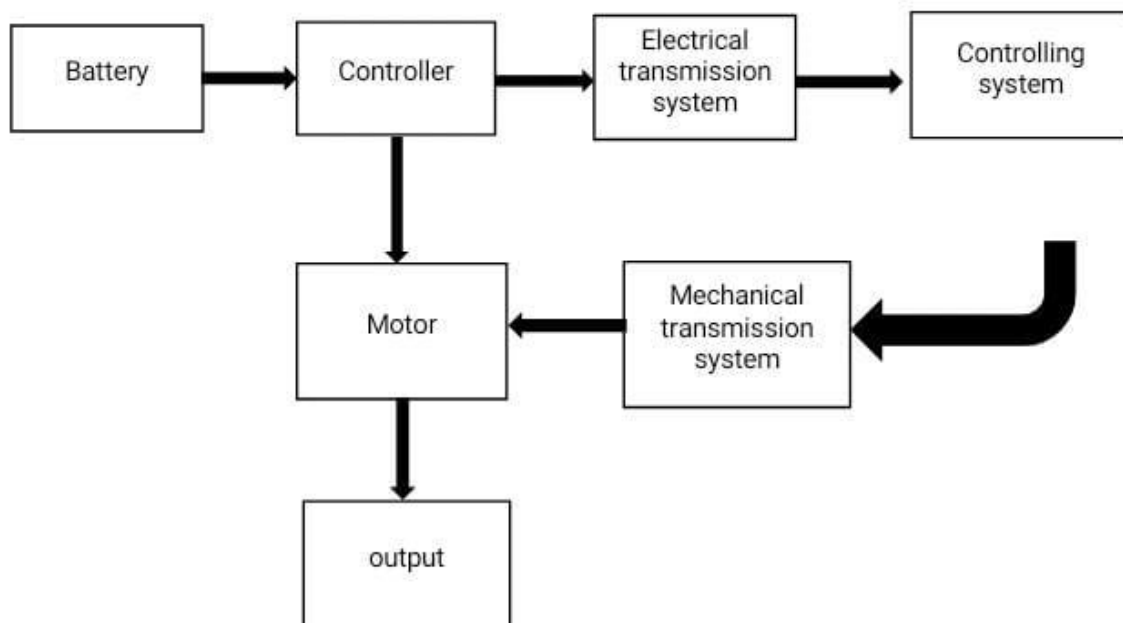 Battery
Controller
Electrical
transmission
system
Controlling
system
Motor
Mechanical
transmission
system
output